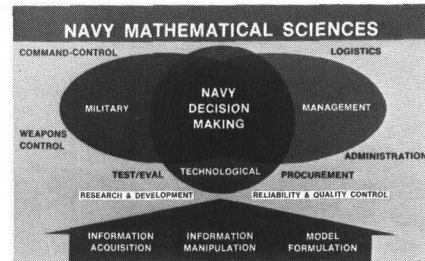 NAVY MATHEMATICAL SCIENCES
COMMAND-CONTROL
LOGISTICS
NAVY
DECISION
MAKING
MILITARY
MANAGEMENT
WEAPONS
CONTROL
ADMINISTRATION
TEST/EVAL
TECHNOLOGICAL
PROCUREMENT
RESEARCH & DEVELOPMENT
RELIABILITY & QUALITY CONTROL
INFORMATION
ACQUISITION
INFORMATION
MANIPULATION
MODEL
FORMULATION